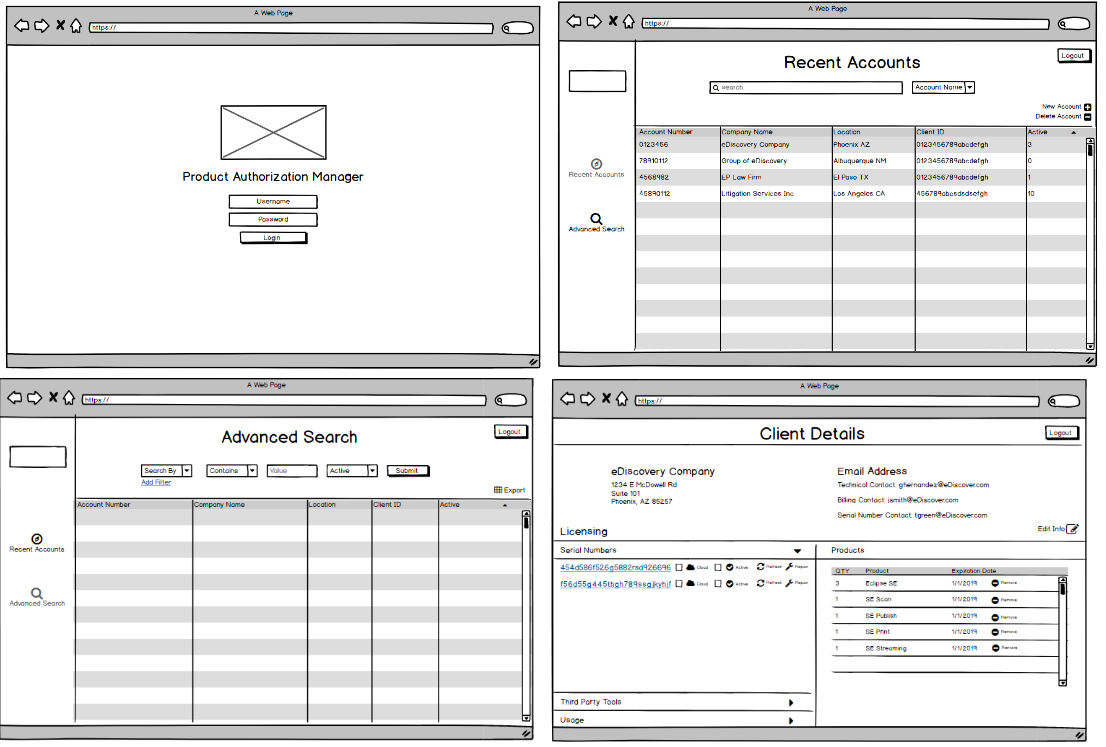 A Web Page
https://
Product Authorization Manager
Username
Password
Login
A Web Page
https://
Logout
Recent Accounts
search
Account Name
New Account
Delete Account
Recent Accounts
Advanced Search
Account Number Company Name Location Client ID Active
0123456 eDiscovery Company Phoenix AZ 0123456789abcdefgh 3
78910112 Group of eDiscovery Albuquerque NM 0123456789abcdefgh 0
4568982 EP Law Firm El Paso TX 0123456789abcdefgh 1
45890112 Litigation Services Inc Los Angeles CA 456789abcsdsdsefgh 10
A Web Page
https://
Logout
Advanced Search
Search By Contains Value Active Submit
Add Filter
Export
Recent Accounts
Advanced Search
Account Number Company Name Location Client ID Active
A Web Page
https://
Client Details
Logout
eDiscovery Company
1234 E McDowell Rd
Suite 101
Phoenix, AZ 85257
Email Address
Technical Contact: ghernandez@eDiscover.com
Billing Contact: jsmith@eDiscover.com
Serial Number Contact: tgreen@eDiscover.com
Edit Info
Licensing
Serial Numbers
454d586f526g5882rsd926696 Cloud Active Refresh Repair
f56d55g445thgh789ssgjkyhjf Cloud Active Refresh Repair
Third Party Tools
Usage
Products
QTY Product Expiration Date
3 Eclipse SE 1/1/2019 Remove
1 SE Scan 1/1/2019 Remove
1 SE Publish 1/1/2019 Remove
1 SE Print 1/1/2019 Remove
1 SE Streaming 1/1/2019 Remove